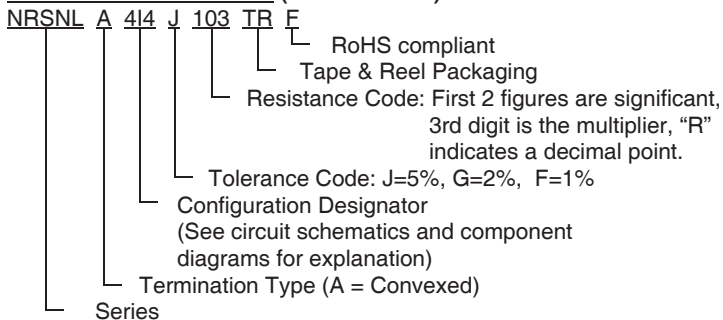 NRSNL A 4I4 J 103 TR F
RoHS compliant
Tape & Reel Packaging
Resistance Code: First 2 figures are significant,
3rd digit is the multiplier, “R”
indicates a decimal point.
Tolerance Code: J=5%, G=2%, F=1%
Configuration Designator
(See circuit schematics and component
diagrams for explanation)
Termination Type (A = Convexed)
Series